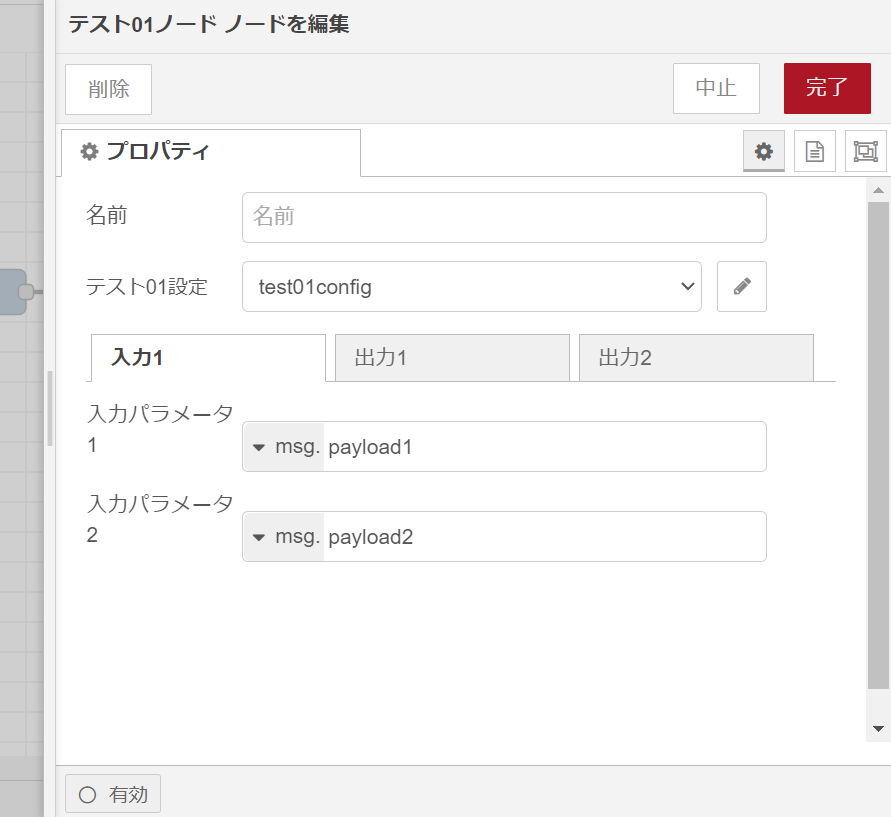 テスト01ノード ノードを編集
削除
中止
完了
プロパティ
名前
名前
テスト01設定
test01config
入力1
出力1
出力2
入力パラメータ
1
msg. payload1
入力パラメータ
2
msg. payload2
有効